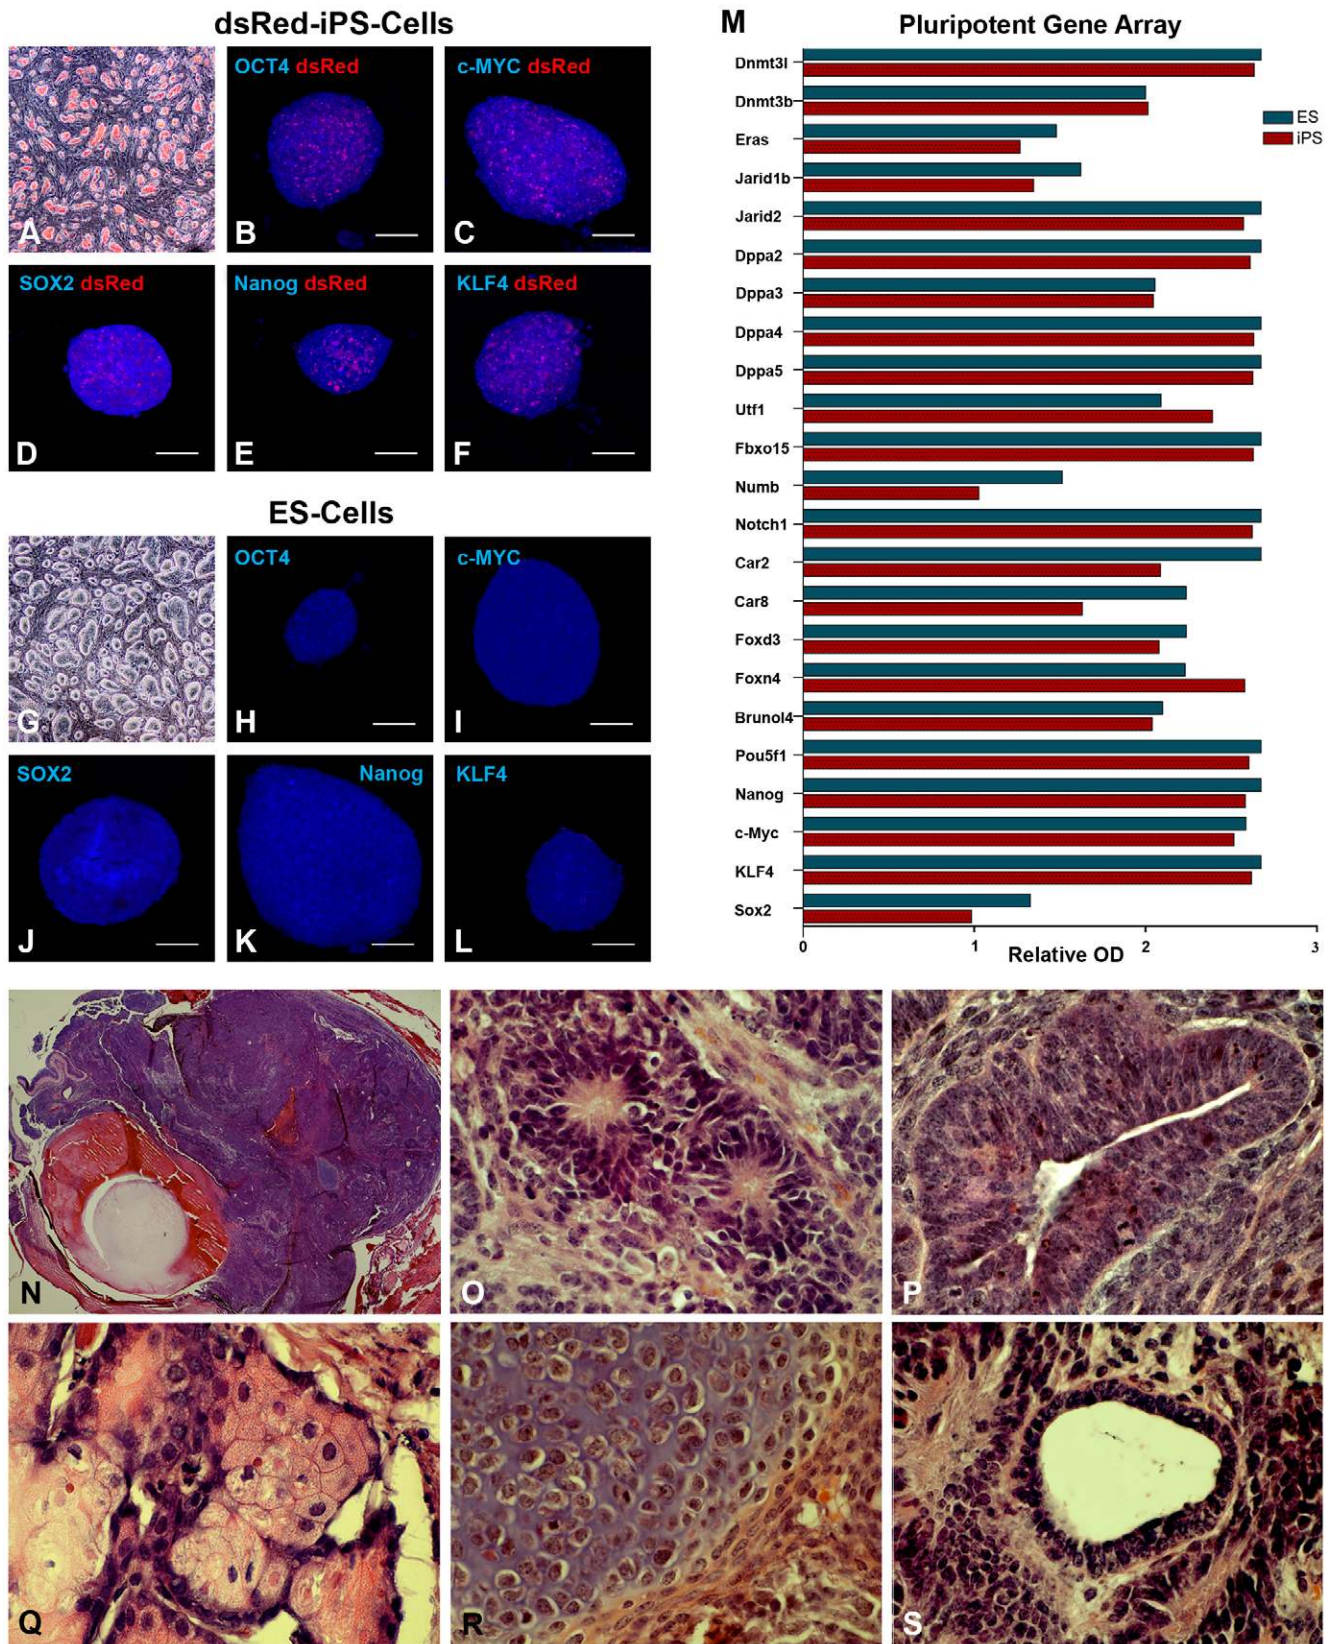 dsRed-iPS-Cells
A
OCT4 dsRed
B
c-MYC dsRed
C
SOX2 dsRed
D
Nanog dsRed
E
KLF4 dsRed
F
ES-Cells
G
OCT4
H
c-MYC
I
SOX2
J
Nanog
K
KLF4
L
M
Pluripotent Gene Array
Dnmt3l
Dnmt3b
Eras
Jarid1b
Jarid2
Dppa2
Dppa3
Dppa4
Dppa5
Utf1
Fbxo15
Numb
Notch1
Car2
Car8
Foxd3
Foxn4
Brunol4
Pou5f1
Nanog
c-Myc
KLF4
Sox2
ES
iPS
0 1 2 3
Relative OD
N
O
P
Q
R
S